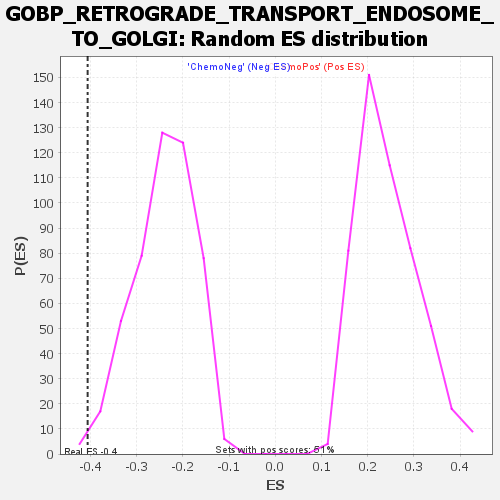 GOBP_RETROGRADE_TRANSPORT_ENDOSOME_
TO_GOLGI: Random ES distribution
'ChemoNeg' (Neg ES)
moPos' (Pos ES)
150
140
130
120
110
100
90
80
70
60
50
40
30
20
10
0
P(ES)
Real ES -0.4
Sets with pos scores: 51%
-0.4 -0.3 -0.2 -0.1 0.0 0.1 0.2 0.3 0.4
ES